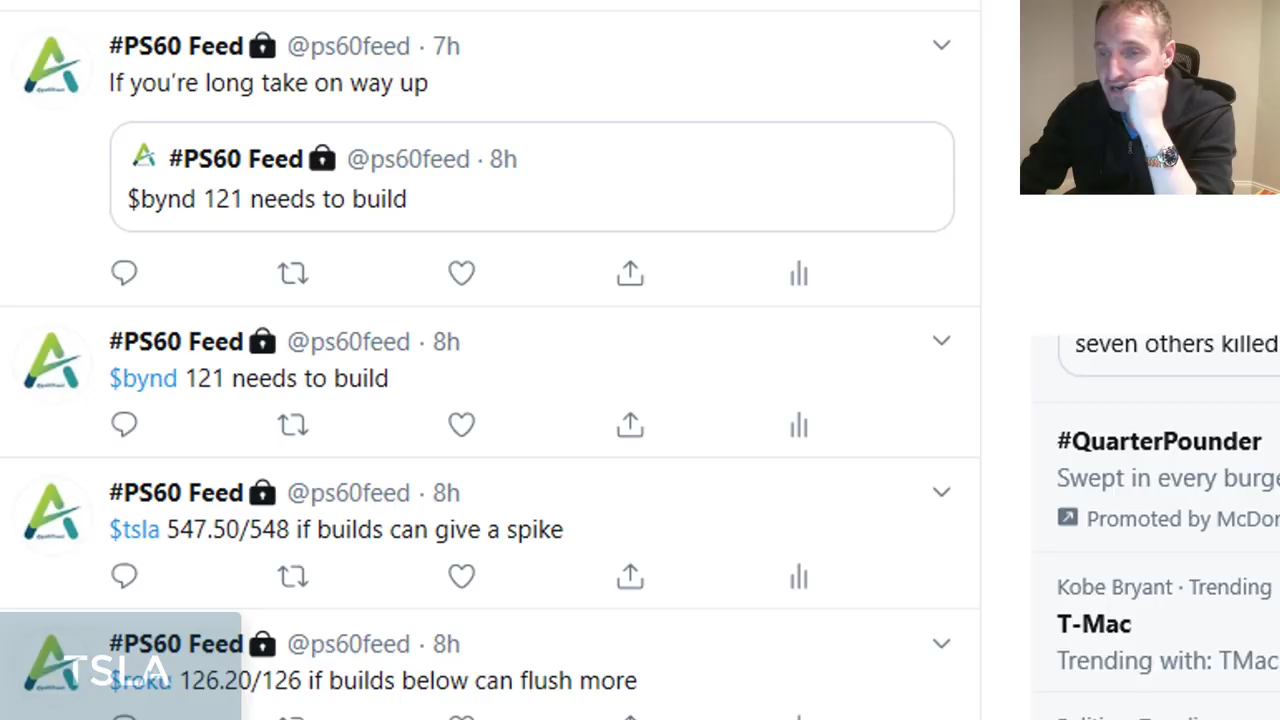 #PS60 Feed @ps60feed · 7h
If you’re long take on way up
#PS60 Feed @ps60feed · 8h
$bynd 121 needs to build
#PS60 Feed @ps60feed · 8h
$bynd 121 needs to build
#PS60 Feed @ps60feed · 8h
$tsla 547.50/548 if builds can give a spike
#PS60 Feed @ps60feed · 8h
$roku 126.20/126 if builds below can flush more
TSLA
seven others killed
#QuarterPounder
Swept in every
Promoted by
Kobe Bryant · Trending
T-Mac
Trending with: TMac